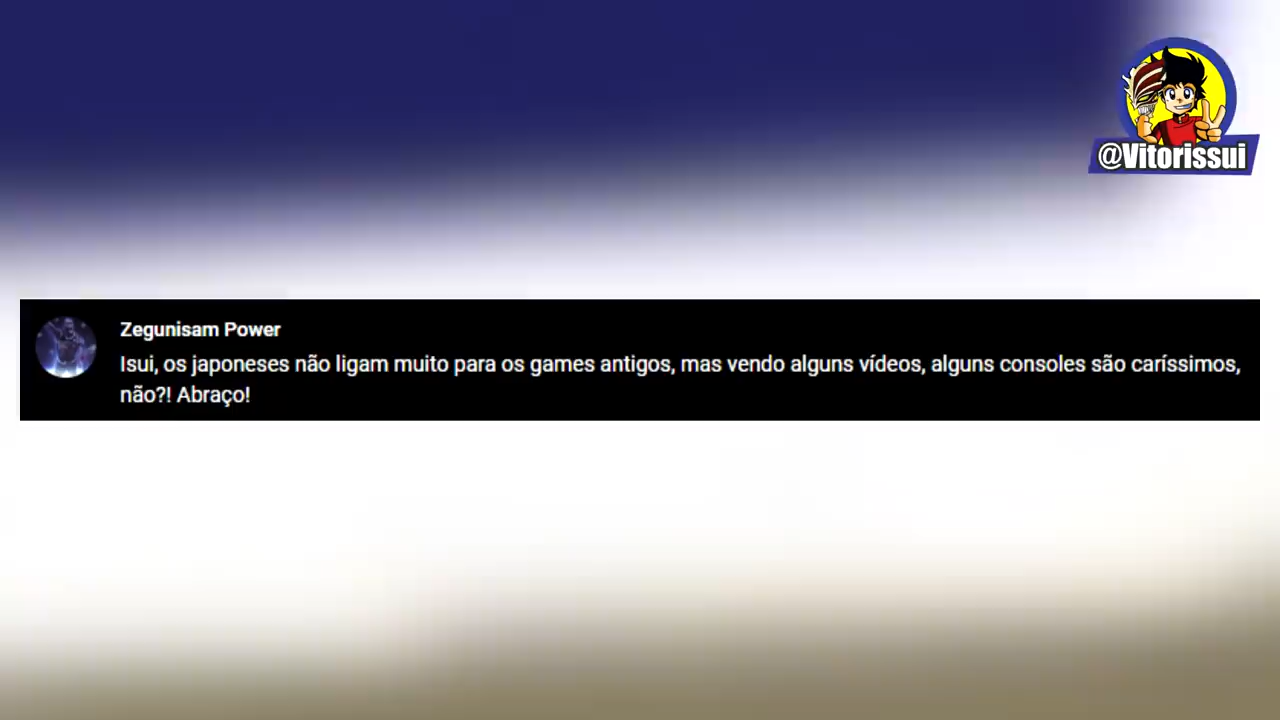 @Vitorissui
Zegunisam Power
Isui, os japoneses não ligam muito para os games antigos, mas vendo alguns vídeos, alguns consoles são caríssimos,
não?! Abraço!